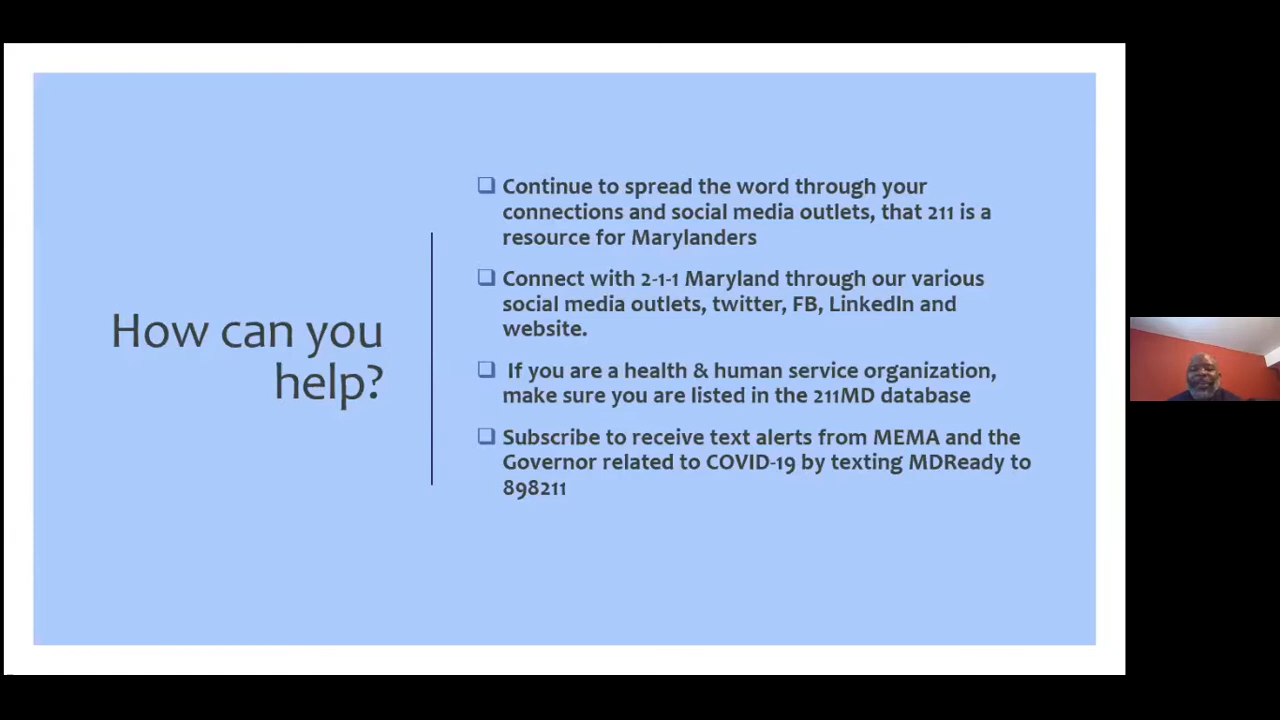 How can you
help?
❑ Continue to spread the word through your
connections and social media outlets, that 211 is a
resource for Marylanders
❑ Connect with 2-1-1 Maryland through our various
social media outlets, twitter, FB, LinkedIn and
website.
❑ If you are a health & human service organization,
make sure you are listed in the 211MD database
❑ Subscribe to receive text alerts from MEMA and the
Governor related to COVID-19 by texting MDReady to
898211